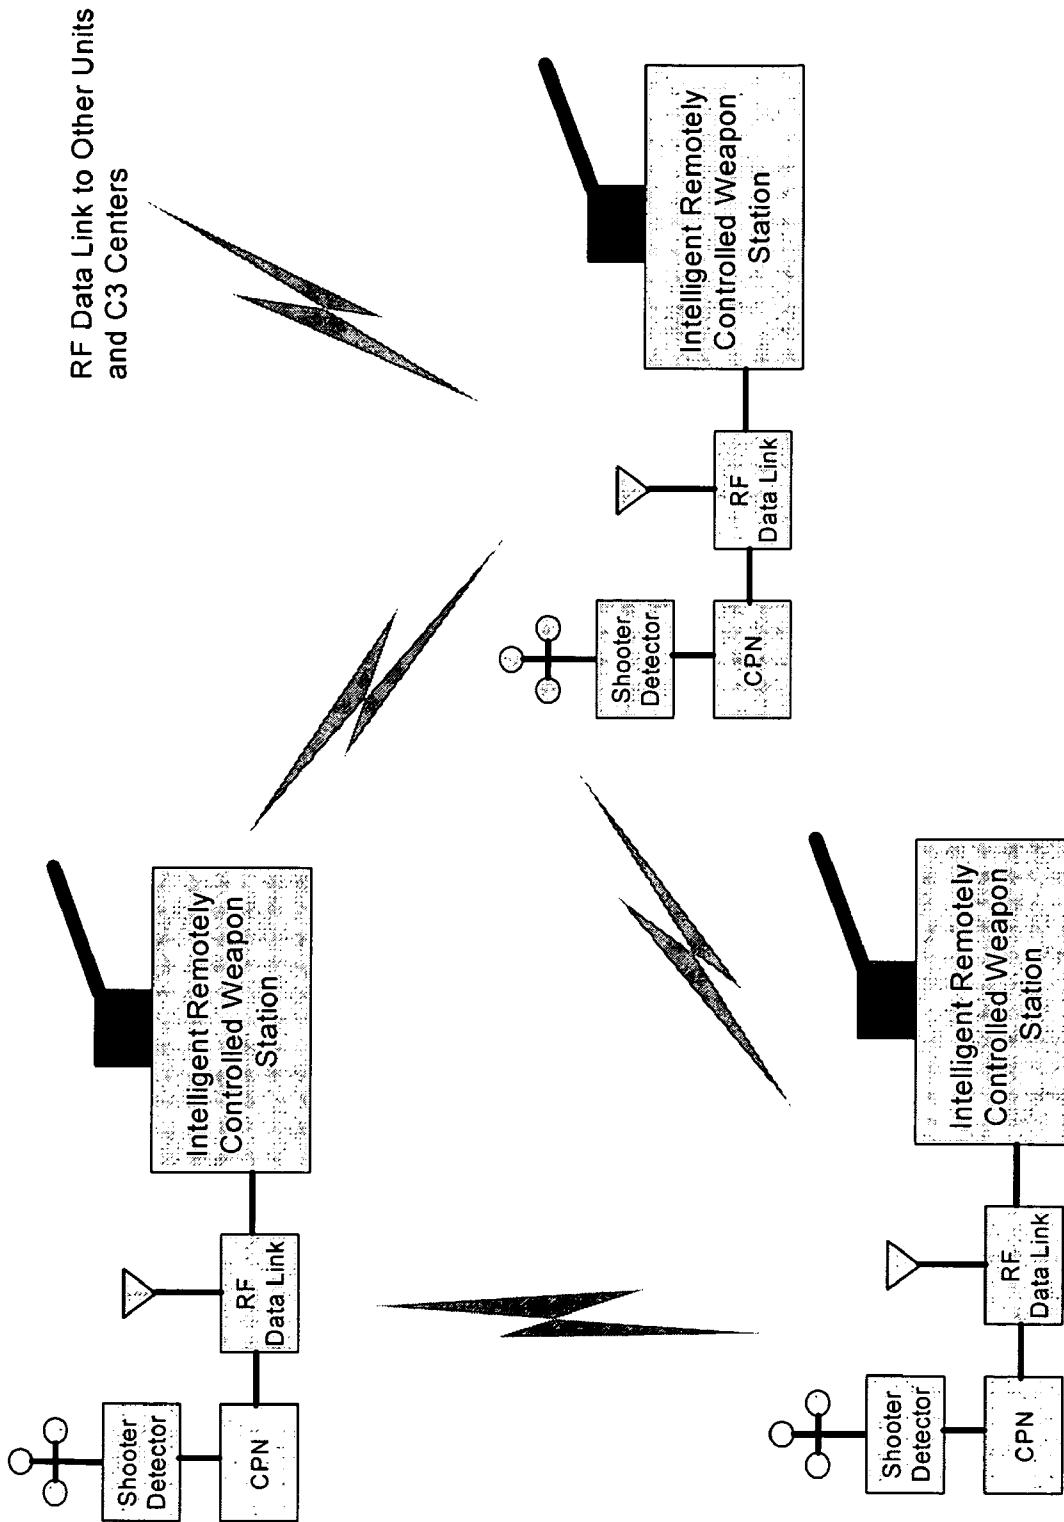 RF Data Link to Other Units
and C3 Centers
Shooter
Detector
CPN
RF
Data Link
Intelligent Remotely
Controlled Weapon
Station
Shooter
Detector
CPN
RF
Data Link
Intelligent Remotely
Controlled Weapon
Station
Shooter
Detector
CPN
RF
Data Link
Intelligent Remotely
Controlled Weapon
Station